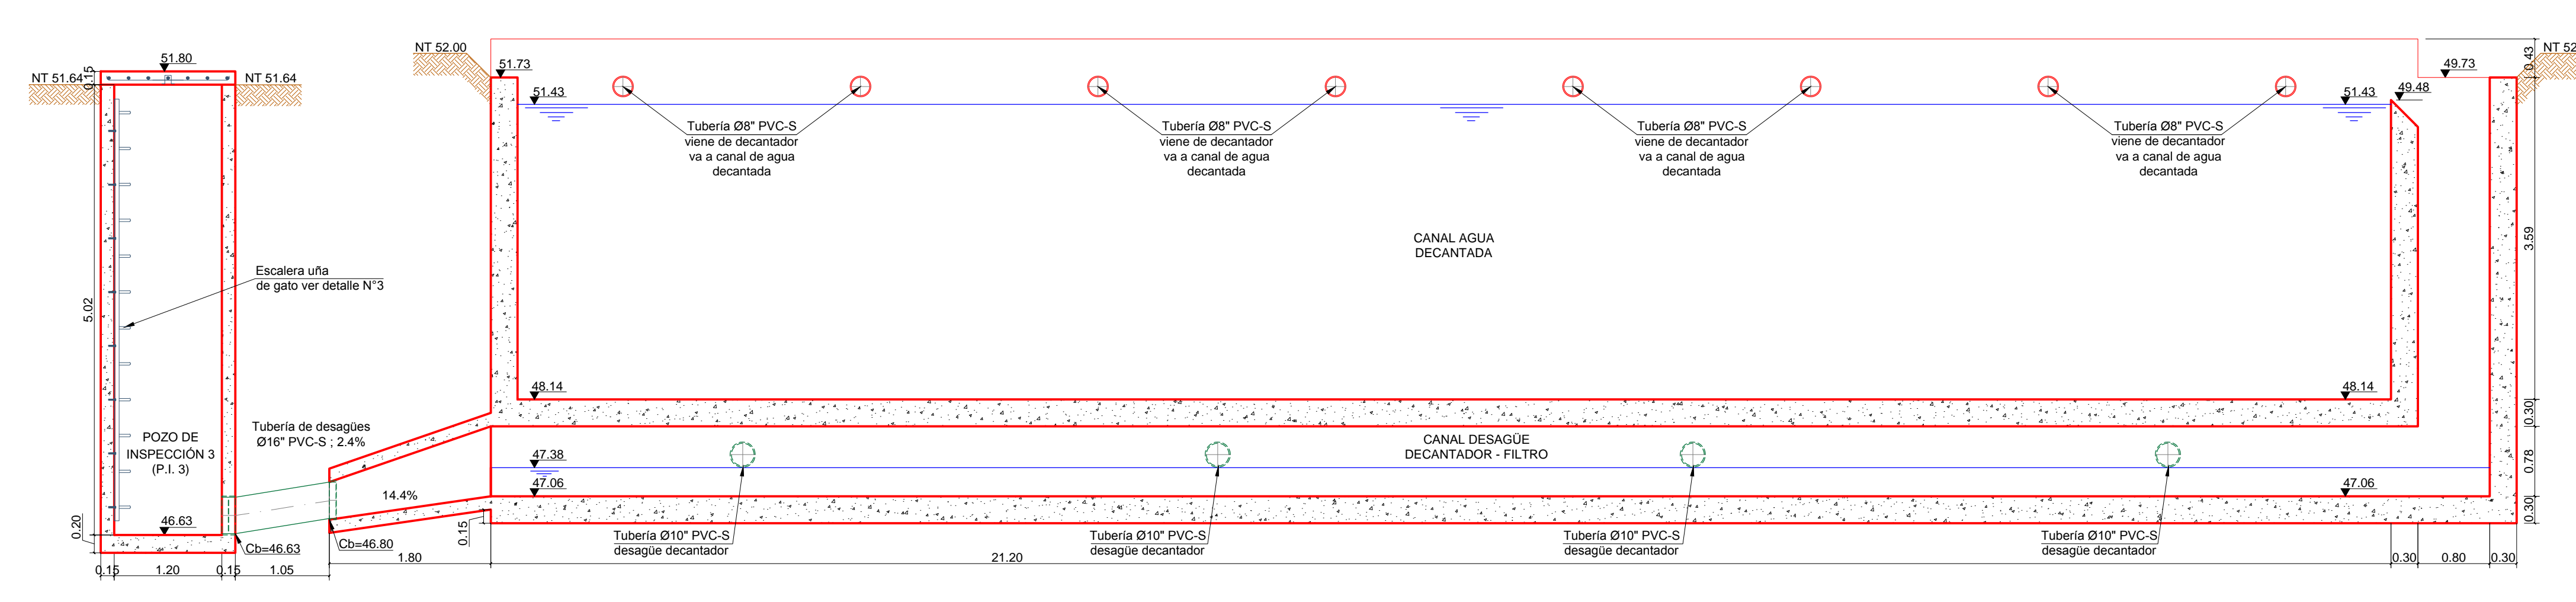 NT 52.00
NT 52
51.80
51.73
49.73
0.43
NT 51.64
0.15
NT 51.64
51.43
51.43
49.48
Tubería Ø8" PVC-S
viene de decantador
va a canal de agua
decantada
Tubería Ø8" PVC-S
viene de decantador
va a canal de agua
decantada
Tubería Ø8" PVC-S
viene de decantador
va a canal de agua
decantada
Tubería Ø8" PVC-S
viene de decantador
va a canal de agua
decantada
CANAL AGUA
DECANTADA
3.59
Escalera uña
de gato ver detalle N°3
5.02
48.14
48.14
0.30
Tubería de desagües
Ø16" PVC-S ; 2.4%
POZO DE
INSPECCIÓN 3
(P.I. 3)
CANAL DESAGÜE
DECANTADOR - FILTRO
47.38
0.78
14.4%
47.06
47.06
0.30
0.20
46.63
Cb=46.63
Cb=46.80
0.15
Tubería Ø10" PVC-S
desagüe decantador
Tubería Ø10" PVC-S
desagüe decantador
Tubería Ø10" PVC-S
desagüe decantador
Tubería Ø10" PVC-S
desagüe decantador
0.15
1.20
0.15
1.05
1.80
21.20
0.30
0.80
0.30